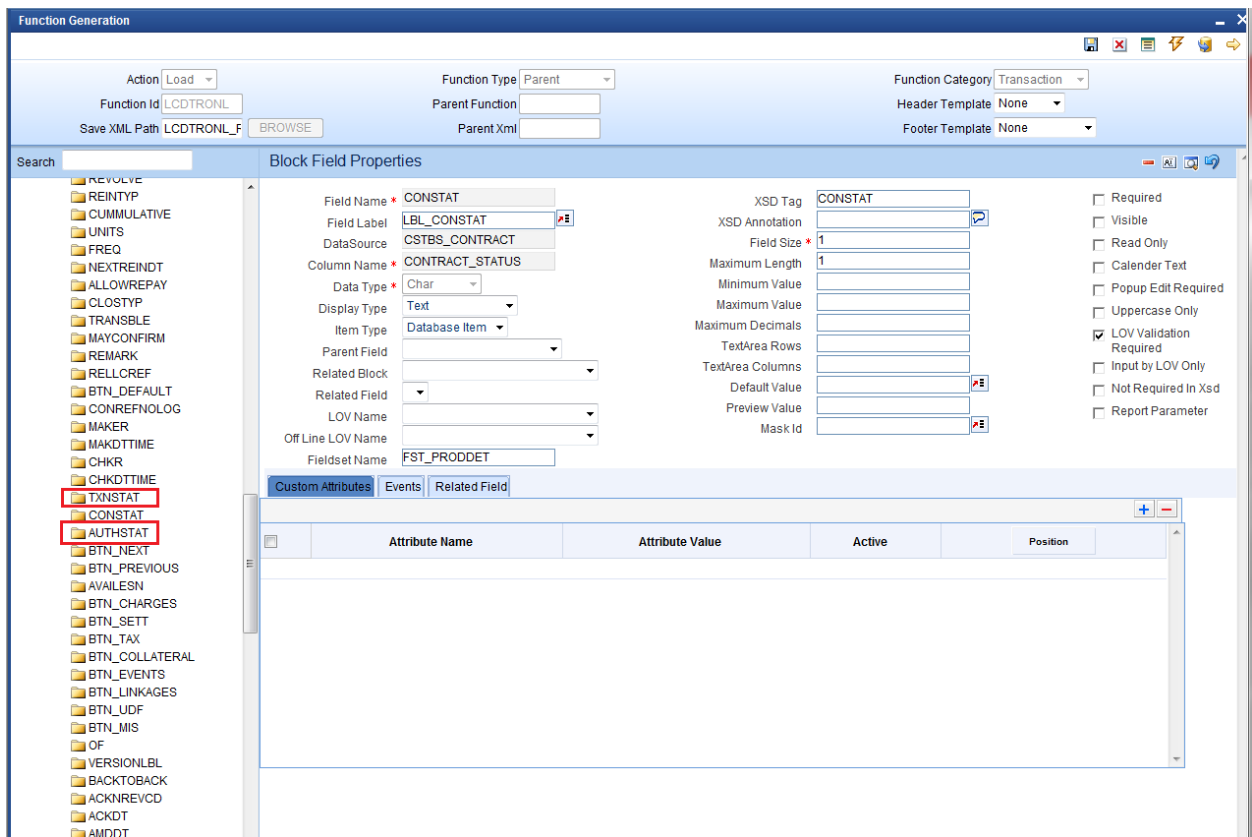 Function Generation
Action Load
Function Type Parent
Function Category Transaction
Function Id LCDTRONL
Parent Function
Header Template None
Save XML Path LCDTRONL_F BROWSE
Parent Xml
Footer Template None
Search
REVOLVE
REINTYP
CUMMULATIVE
UNITS
FREQ
NEXTREINDT
ALLOWREPAY
CLOSTYP
TRANSBLE
MAYCONFIRM
REMARK
RELLCREF
BTN_DEFAULT
CONREFNOLOG
MAKER
MAKDTTIME
CHKR
CHKDTTIME
TXNSTAT
CONSTAT
AUTHSTAT
BTN_NEXT
BTN_PREVIOUS
AVAILESN
BTN_CHARGES
BTN_SETT
BTN_TAX
BTN_COLLATERAL
BTN_EVENTS
BTN_LINKAGES
BTN_UDF
BTN_MIS
OF
VERSIONLBL
BACKTOBACK
ACKNREVCD
ACKDT
AMDDT
Block Field Properties
Field Name * CONSTAT
Field Label LBL_CONSTAT
DataSource CSTBS_CONTRACT
Column Name * CONTRACT_STATUS
Data Type * Char
Display Type Text
Item Type Database Item
Parent Field
Related Block
Related Field
LOV Name
Off Line LOV Name
Fieldset Name FST_PRODDET
XSD Tag CONSTAT
XSD Annotation
Field Size * 1
Maximum Length 1
Minimum Value
Maximum Value
Maximum Decimals
TextArea Rows
TextArea Columns
Default Value
Preview Value
Mask Id
Required
Visible
Read Only
Calender Text
Popup Edit Required
Uppercase Only
LOV Validation
Required
Input by LOV Only
Not Required In Xsd
Report Parameter
Custom Attributes Events Related Field
Attribute Name Attribute Value Active Position